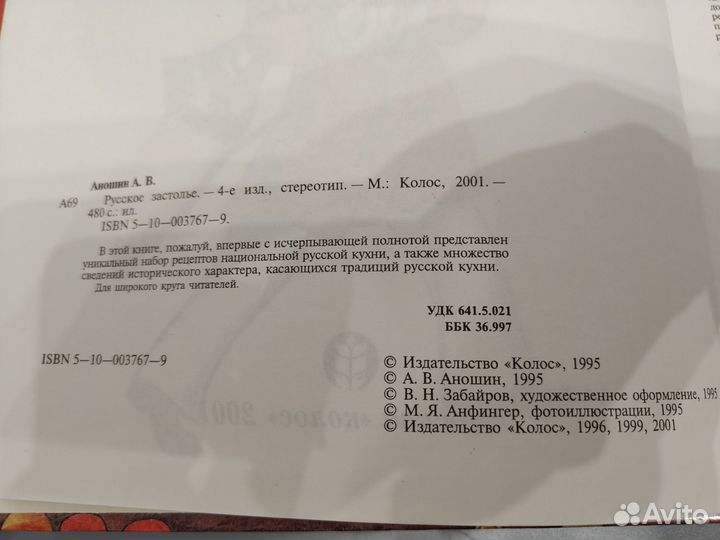 Аношин А. В.
А69 Русское застолье. — 4-е изд., стереотип. — М.: Колос, 2001. —
480 с.: ил.
ISBN 5—10—003767—9.
В этой книге, пожалуй, впервые с исчерпывающей полнотой представлен
уникальный набор рецептов национальной русской кухни, а также множество
сведений исторического характера, касающихся традиций русской кухни.
Для широкого круга читателей.
УДК 641.5.021
ББК 36.997
ISBN 5—10—003767—9
© Издательство «Колос», 1995
© А. В. Аношин, 1995
© В. Н. Забайров, художественное оформление, 1995
© М. Я. Анфингер, фотоиллюстрации, 1995
© Издательство «Колос», 1996, 1999, 2001
Avito